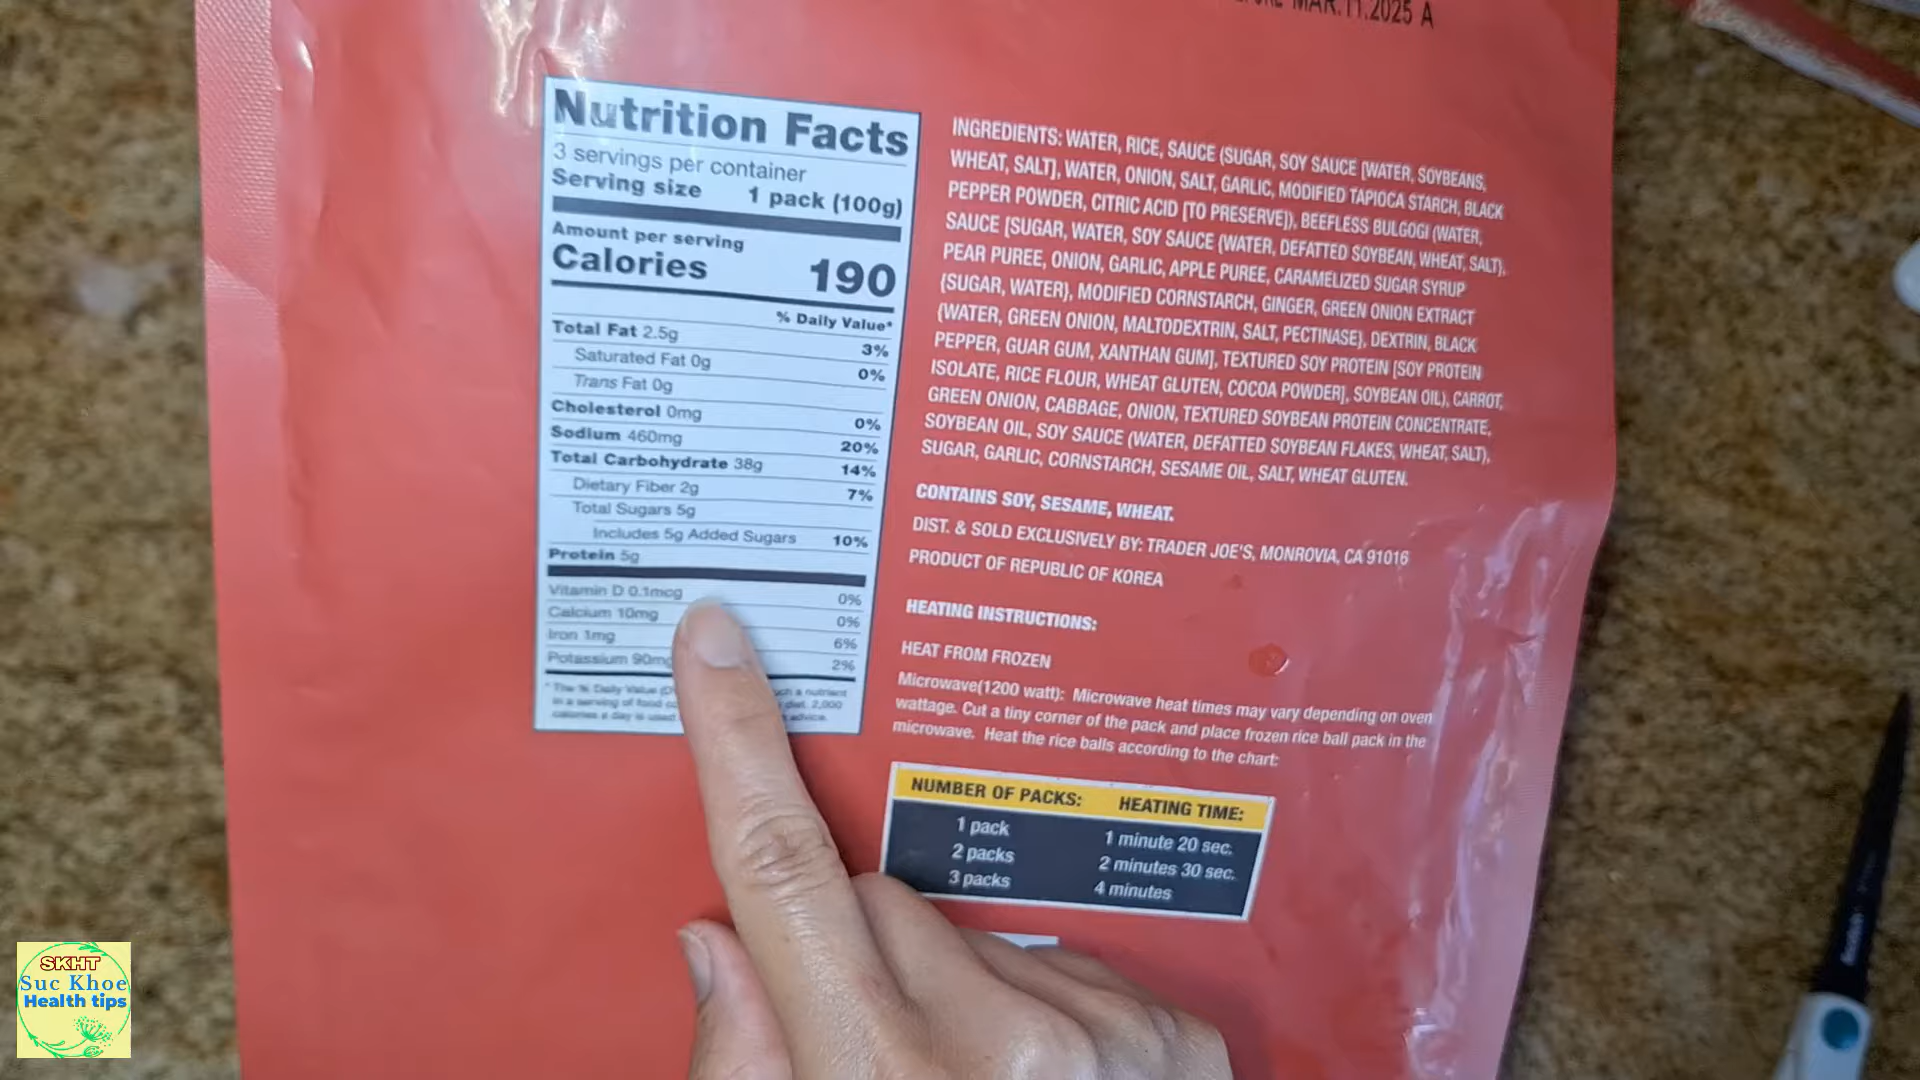 MAR.11.2025 A
Nutrition Facts
3 servings per container
Serving size 1 pack (100g)
Amount per serving
Calories 190
% Daily Value*
Total Fat 2.5g 3%
Saturated Fat 0g 0%
Trans Fat 0g
Cholesterol 0mg 0%
Sodium 460mg 20%
Total Carbohydrate 38g 14%
Dietary Fiber 2g 7%
Total Sugars 5g
Includes 5g Added Sugars 10%
Protein 5g
Vitamin D 0.1mcg 0%
Calcium 10mg 0%
Iron 1mg 6%
Potassium 90mg 2%
* The % Daily Value a nutrient
in a serving of food diet. 2,000
calories a day is used advice.
INGREDIENTS: WATER, RICE, SAUCE (SUGAR, SOY SAUCE [WATER, SOYBEANS,
WHEAT, SALT], WATER, ONION, SALT, GARLIC, MODIFIED TAPIOCA STARCH, BLACK
PEPPER POWDER, CITRIC ACID [TO PRESERVE]), BEEFLESS BULGOGI (WATER,
SAUCE [SUGAR, WATER, SOY SAUCE (WATER, DEFATTED SOYBEAN, WHEAT, SALT),
PEAR PUREE, ONION, GARLIC, APPLE PUREE, CARAMELIZED SUGAR SYRUP
{SUGAR, WATER}, MODIFIED CORNSTARCH, GINGER, GREEN ONION EXTRACT
{WATER, GREEN ONION, MALTODEXTRIN, SALT, PECTINASE}, DEXTRIN, BLACK
PEPPER, GUAR GUM, XANTHAN GUM], TEXTURED SOY PROTEIN [SOY PROTEIN
ISOLATE, RICE FLOUR, WHEAT GLUTEN, COCOA POWDER], SOYBEAN OIL), CARROT,
GREEN ONION, CABBAGE, ONION, TEXTURED SOYBEAN PROTEIN CONCENTRATE,
SOYBEAN OIL, SOY SAUCE (WATER, DEFATTED SOYBEAN FLAKES, WHEAT, SALT),
SUGAR, GARLIC, CORNSTARCH, SESAME OIL, SALT, WHEAT GLUTEN.
CONTAINS SOY, SESAME, WHEAT.
DIST. & SOLD EXCLUSIVELY BY: TRADER JOE'S, MONROVIA, CA 91016
PRODUCT OF REPUBLIC OF KOREA
HEATING INSTRUCTIONS:
HEAT FROM FROZEN
Microwave(1200 watt): Microwave heat times may vary depending on oven
wattage. Cut a tiny corner of the pack and place frozen rice ball pack in the
microwave. Heat the rice balls according to the chart:
NUMBER OF PACKS: HEATING TIME:
1 pack 1 minute 20 sec.
2 packs 2 minutes 30 sec.
3 packs 4 minutes
SKHT
Suc Khoe
Health tips